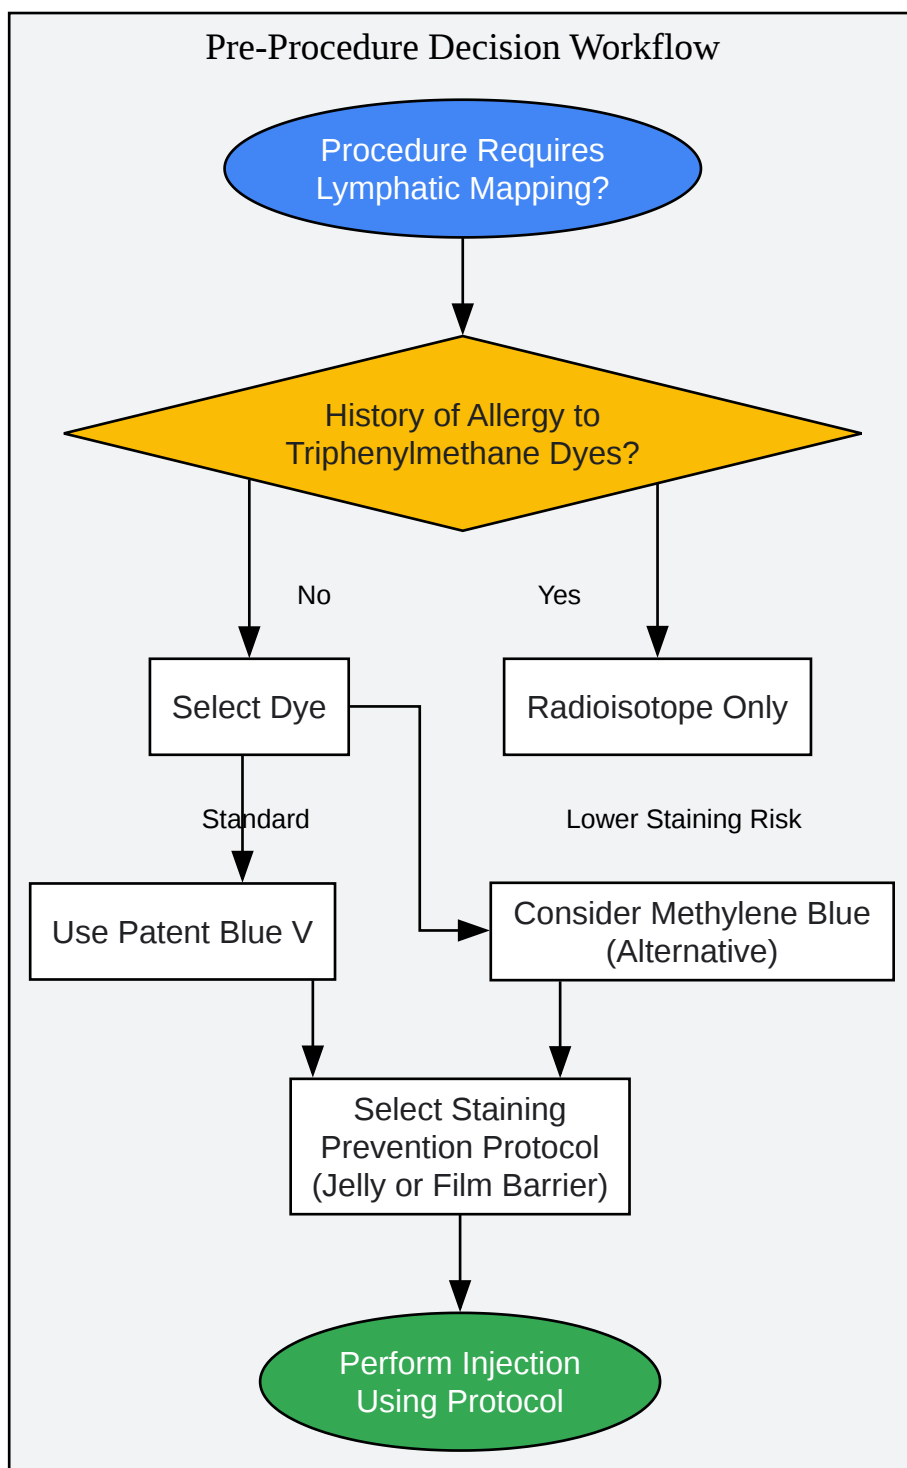 Pre-Procedure Decision Workflow
Procedure Requires
Lymphatic Mapping?
History of Allergy to
Triphenylmethane Dyes?
No
Yes
Select Dye
Radioisotope Only
Standard
Lower Staining Risk
Use Patent Blue V
Consider Methylene Blue
(Alternative)
Select Staining
Prevention Protocol
(Jelly or Film Barrier)
Perform Injection
Using Protocol